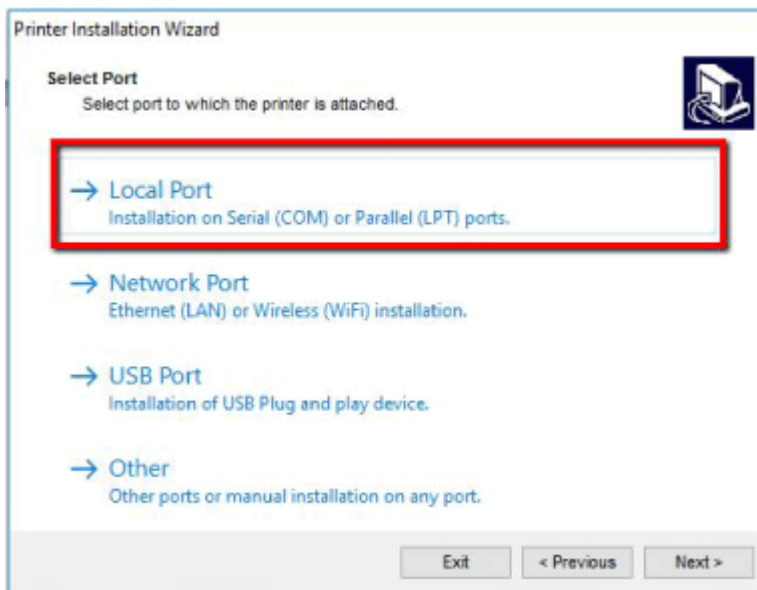 Printer Installation Wizard
Select Port
Select port to which the printer is attached.
Local Port
Installation on Serial (COM) or Parallel (LPT) ports.
Network Port
Ethernet (LAN) or Wireless (WiFi) installation.
USB Port
Installation of USB Plug and play device.
Other
Other ports or manual installation on any port.
Exit < Previous Next >